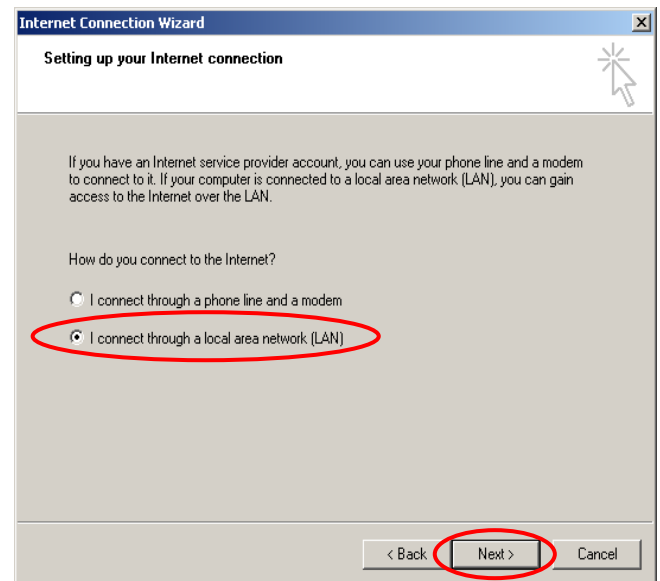 Internet Connection Wizard
Setting up your Internet connection
If you have an Internet service provider account, you can use your phone line and a modem
to connect to it. If your computer is connected to a local area network (LAN), you can gain
access to the Internet over the LAN.
How do you connect to the Internet?
I connect through a phone line and a modem
I connect through a local area network (LAN)
< Back Next > Cancel